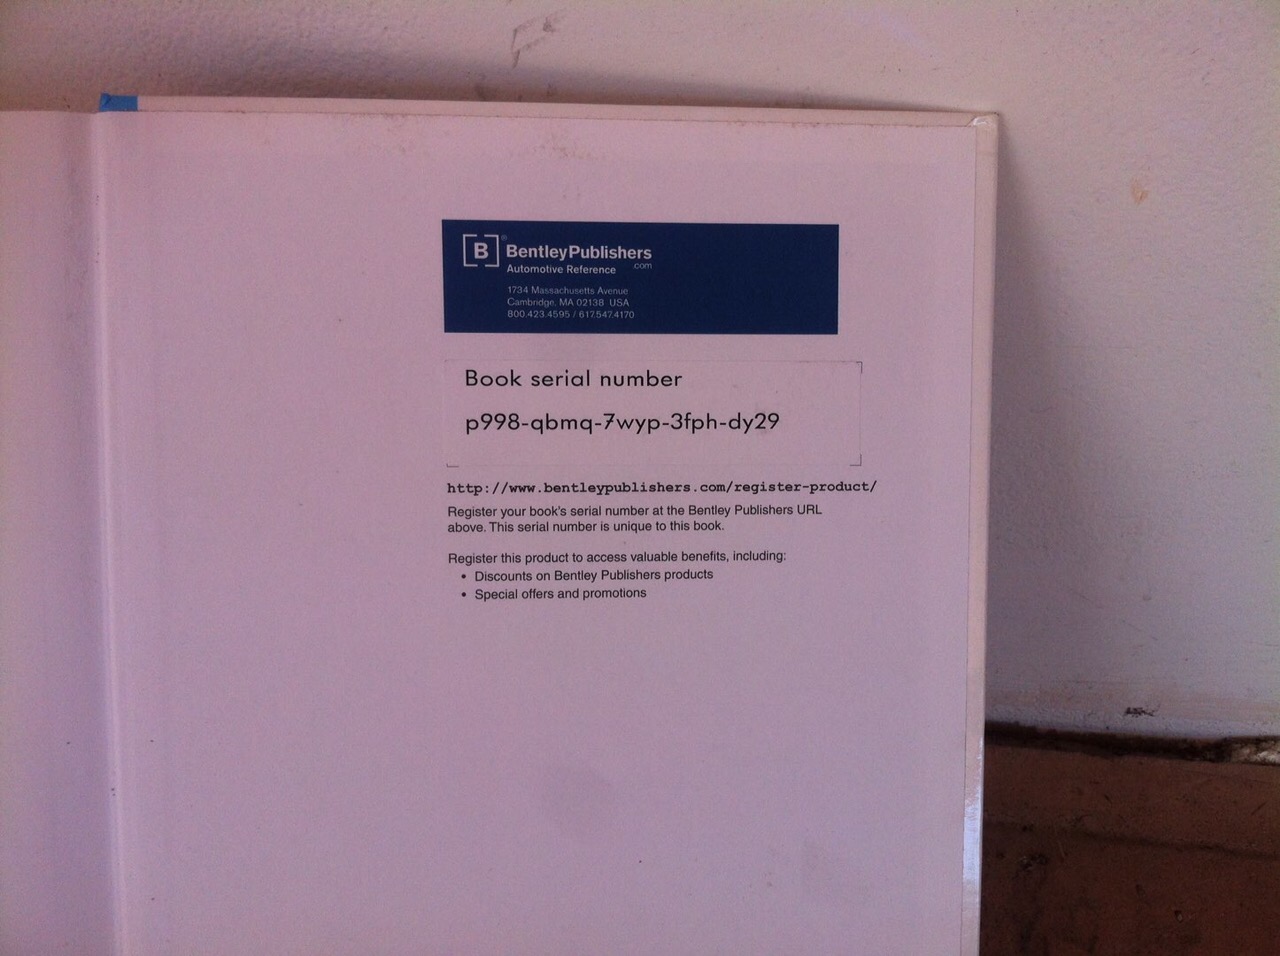 [B]® BentleyPublishers
.com
Automotive Reference
1734 Massachusetts Avenue
Cambridge, MA 02138 USA
800.423.4595 / 617.547.4170
Book serial number
p998-qbmq-7wyp-3fph-dy29
http://www.bentleypublishers.com/register-product/
Register your book's serial number at the Bentley Publishers URL
above. This serial number is unique to this book.
Register this product to access valuable benefits, including:
• Discounts on Bentley Publishers products
• Special offers and promotions